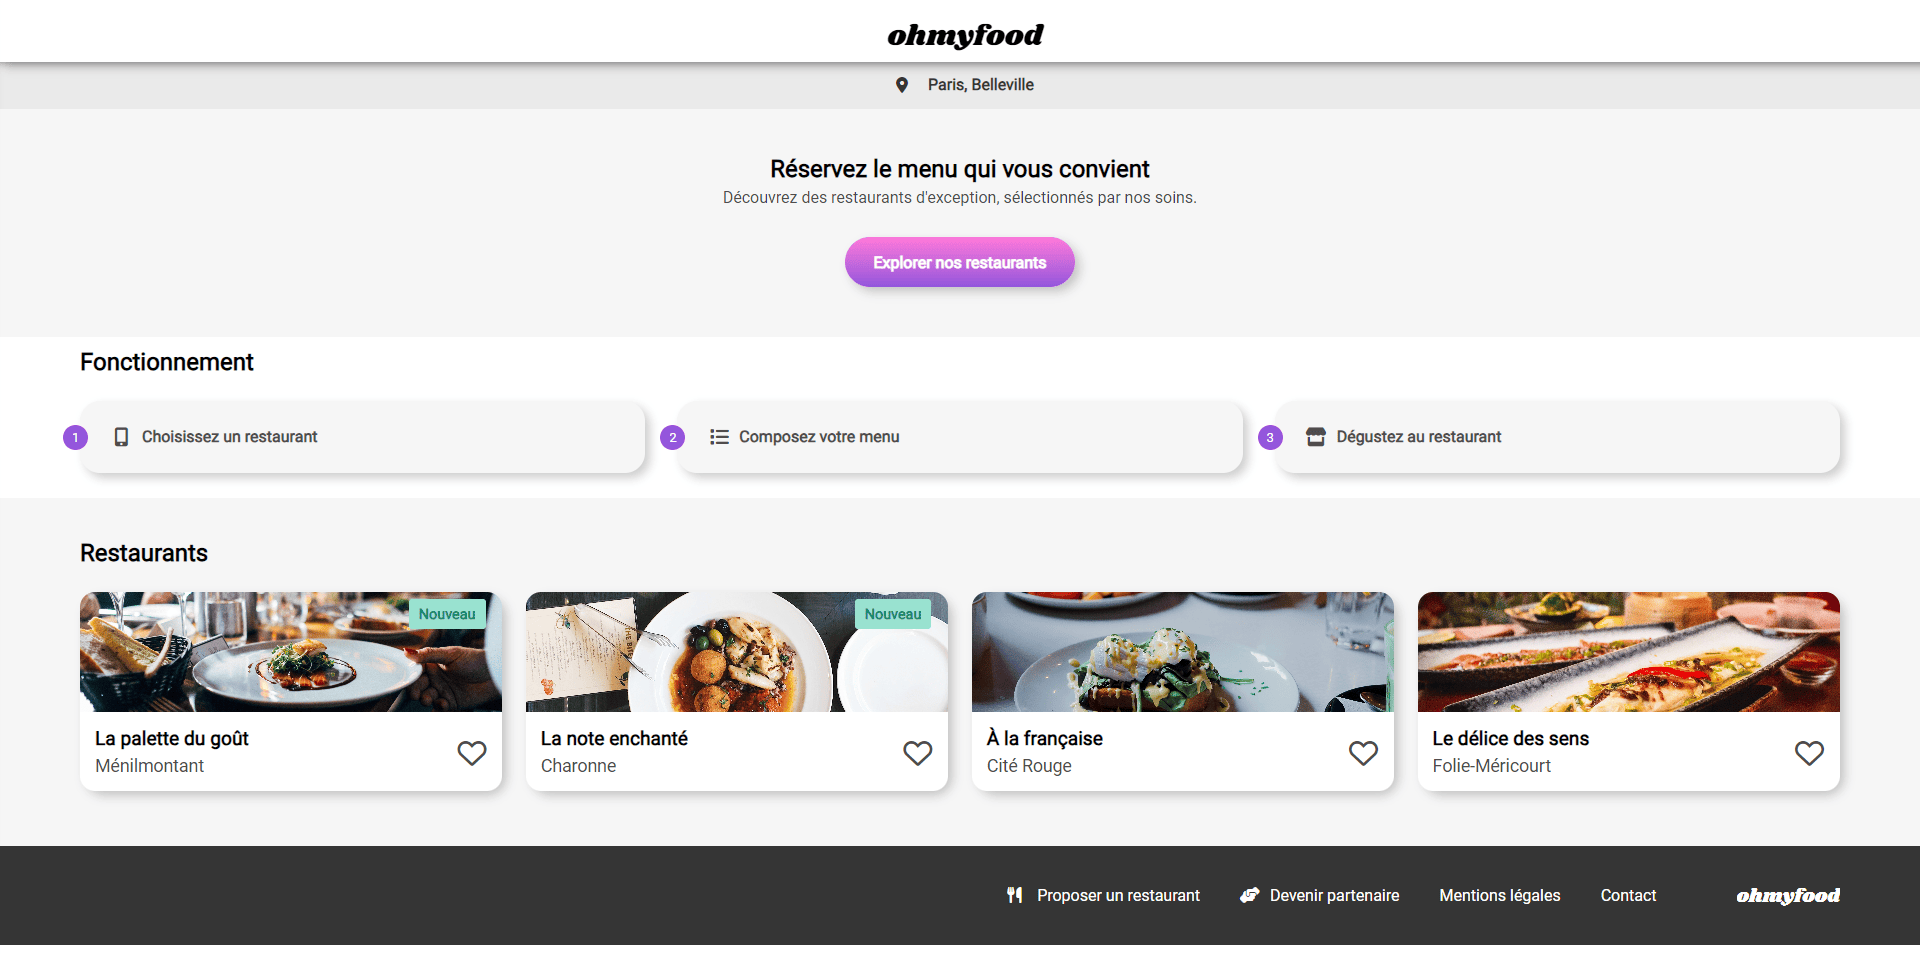 ohmyfood
Paris, Belleville
Réservez le menu qui vous convient
Découvrez des restaurants d'exception, sélectionnés par nos soins.
Explorer nos restaurants
Fonctionnement
1 Choisissez un restaurant
2 Composez votre menu
3 Dégustez au restaurant
Restaurants
Nouveau
Nouveau
La palette du goût
Ménilmontant
La note enchanté
Charonne
À la française
Cité Rouge
Le délice des sens
Folie-Méricourt
Proposer un restaurant
Devenir partenaire
Mentions légales
Contact
ohmyfood